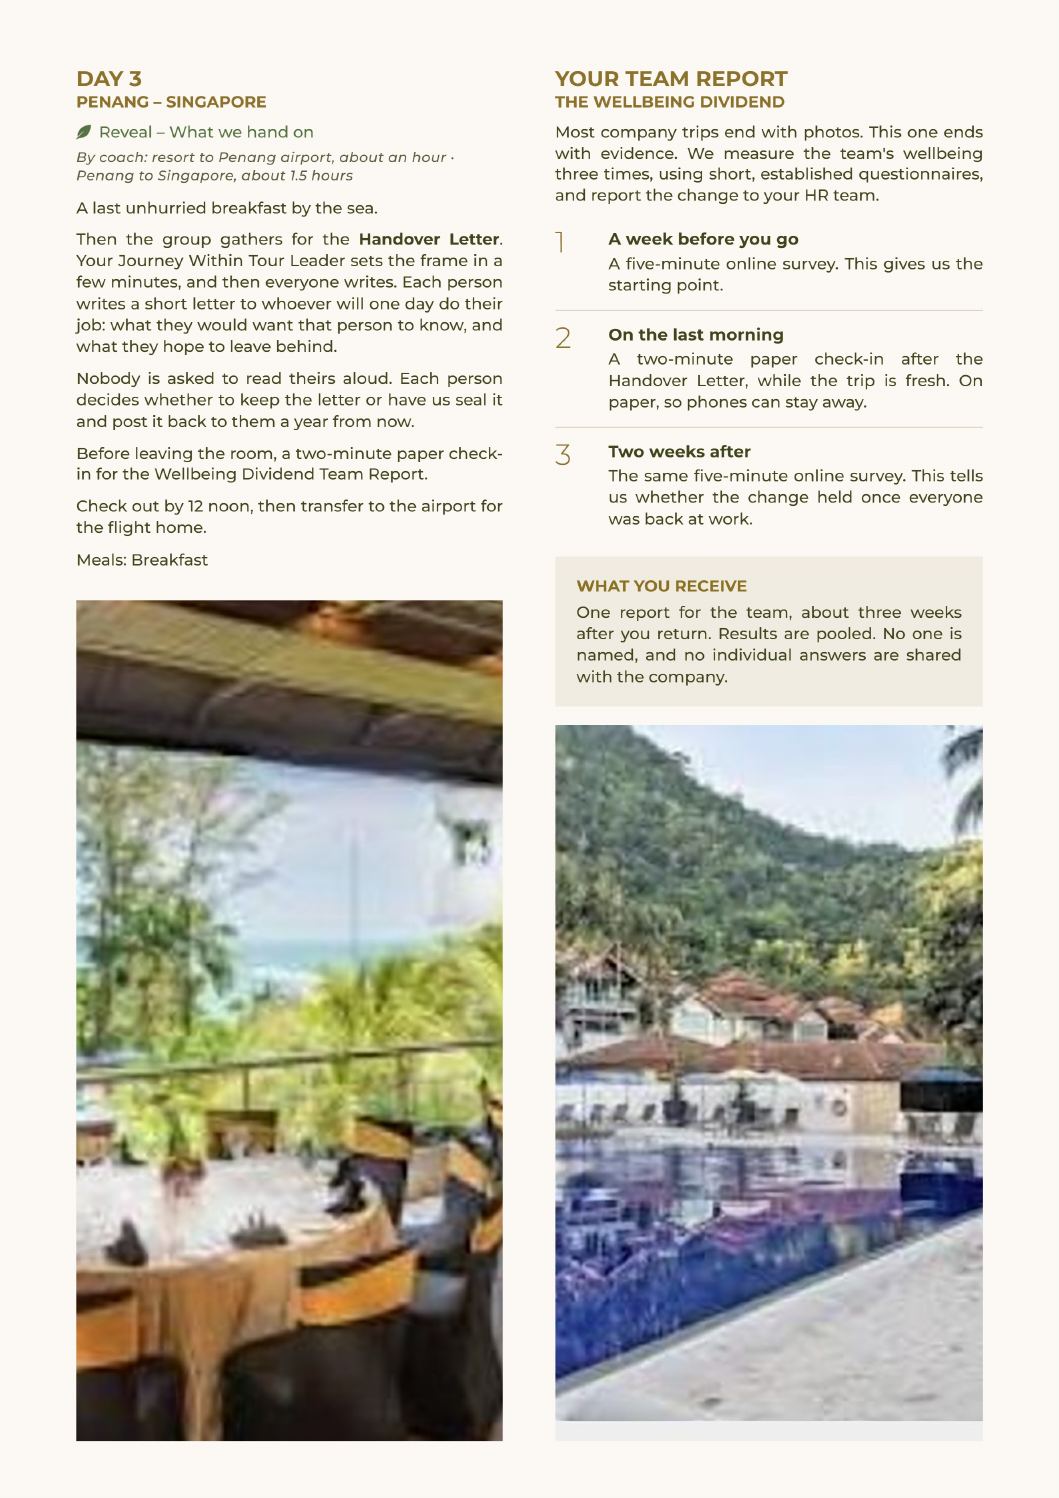 DAY 3
PENANG – SINGAPORE
Reveal – What we hand on
By coach: resort to Penang airport, about an hour ·
Penang to Singapore, about 1.5 hours
A last unhurried breakfast by the sea.
Then the group gathers for the Handover Letter.
Your Journey Within Tour Leader sets the frame in a
few minutes, and then everyone writes. Each person
writes a short letter to whoever will one day do their
job: what they would want that person to know, and
what they hope to leave behind.
Nobody is asked to read theirs aloud. Each person
decides whether to keep the letter or have us seal it
and post it back to them a year from now.
Before leaving the room, a two-minute paper check-
in for the Wellbeing Dividend Team Report.
Check out by 12 noon, then transfer to the airport for
the flight home.
Meals: Breakfast
YOUR TEAM REPORT
THE WELLBEING DIVIDEND
Most company trips end with photos. This one ends
with evidence. We measure the team's wellbeing
three times, using short, established questionnaires,
and report the change to your HR team.
1
A week before you go
A five-minute online survey. This gives us the
starting point.
2
On the last morning
A two-minute paper check-in after the
Handover Letter, while the trip is fresh. On
paper, so phones can stay away.
3
Two weeks after
The same five-minute online survey. This tells
us whether the change held once everyone
was back at work.
WHAT YOU RECEIVE
One report for the team, about three weeks
after you return. Results are pooled. No one is
named, and no individual answers are shared
with the company.